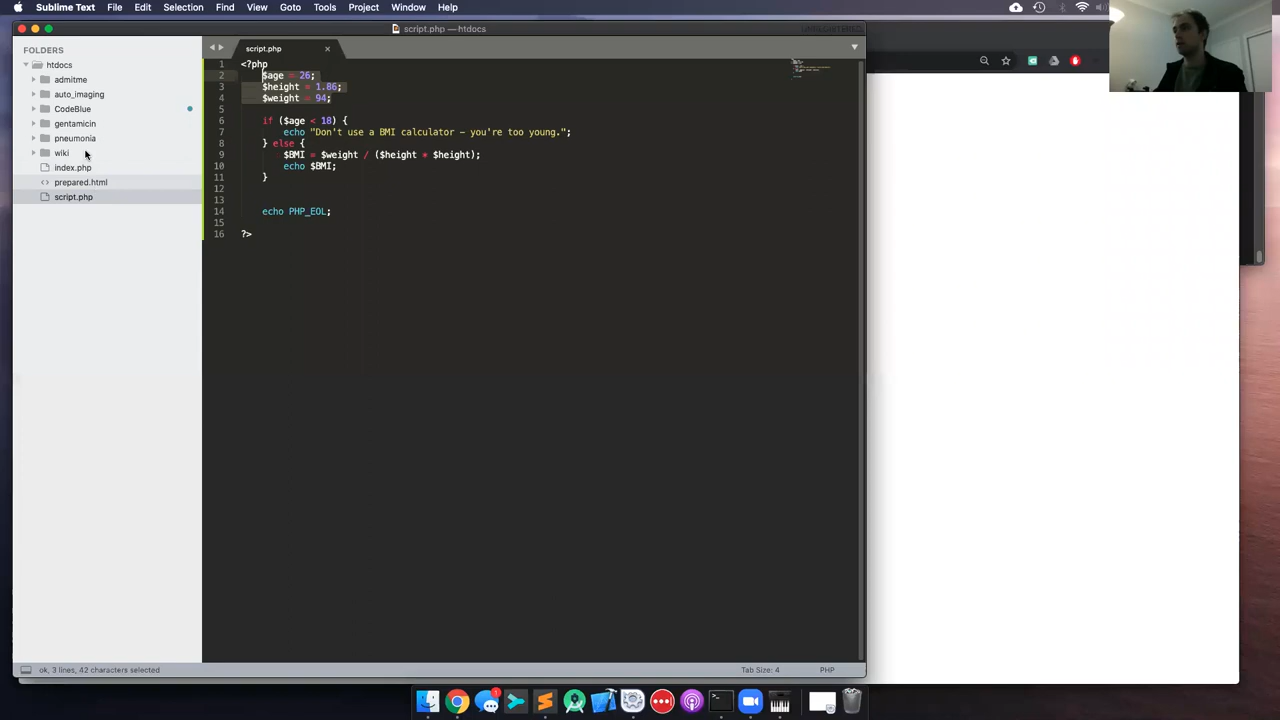 Sublime Text File Edit Selection Find View Goto Tools Project Window Help
script.php — htdocs
UNREGISTERED
FOLDERS
htdocs
admitme
auto_imaging
CodeBlue
gentamicin
pneumonia
wiki
index.php
prepared.html
script.php
script.php
1 <?php
2 $age = 26;
3 $height = 1.86;
4 $weight = 94;
5
6 if ($age < 18) {
7 echo "Don't use a BMI calculator – you're too young.";
8 } else {
9 $BMI = $weight / ($height * $height);
10 echo $BMI;
11 }
12
13
14 echo PHP_EOL;
15
16 ?>
ok, 3 lines, 42 characters selected
Tab Size: 4
PHP
1